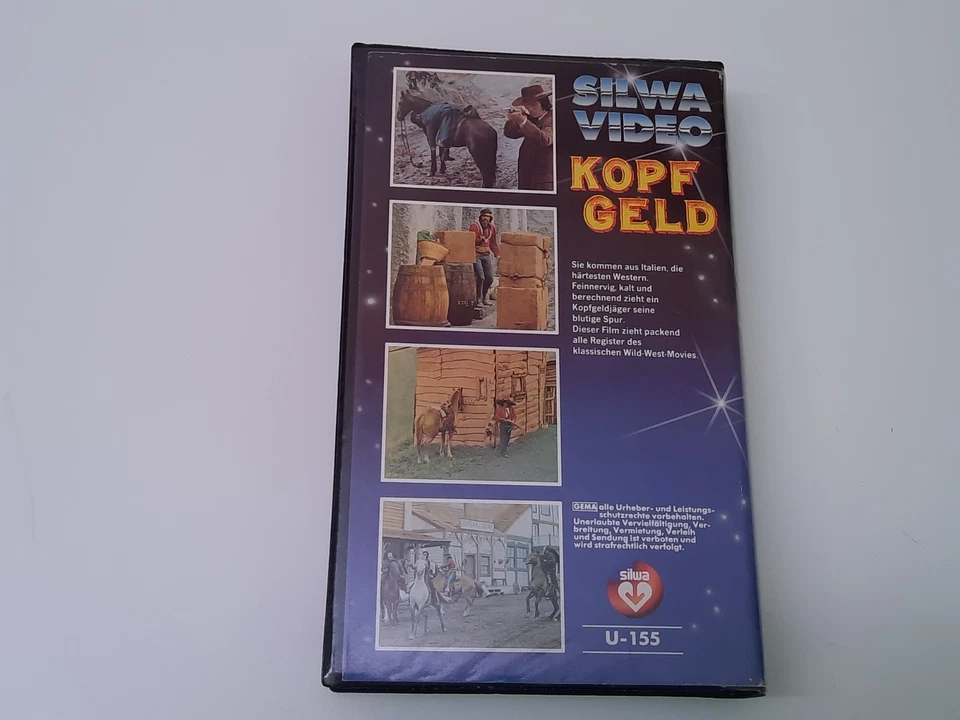 SILWA
VIDEO
KOPF
GELD
Sie kommen aus Italien, die
härtesten Western.
Feinnervig, kalt und
berechnend zieht ein
Kopfgeldjäger seine
blutige Spur.
Dieser Film zieht packend
alle Register des
klassischen Wild-West-Movies.
GEMA alle Urheber- und Leistungs-
schutzrechte vorbehalten.
Unerlaubte Vervielfältigung, Ver-
breitung, Vermietung, Verleih
und Sendung ist verboten und
wird strafrechtlich verfolgt.
silwa
U-155